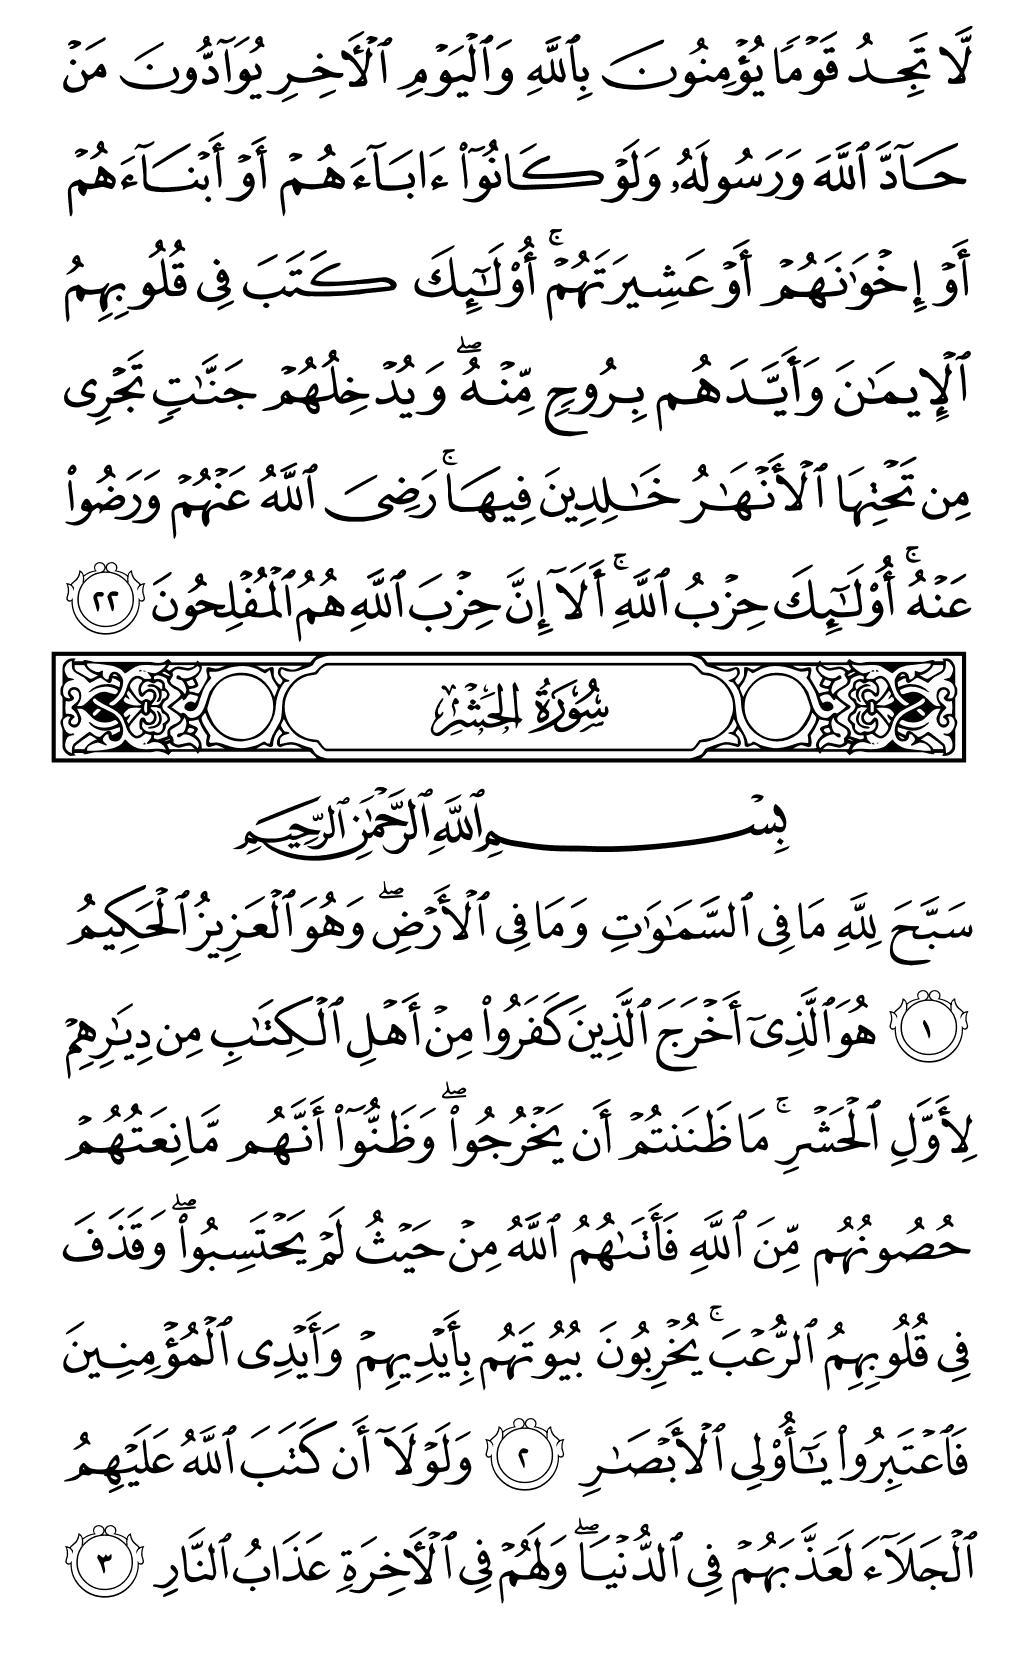 لَّا تَجِدُ قَوْمًا يُؤْمِنُونَ بِٱللَّهِ وَٱلْيَوْمِ ٱلْأَخِرِ يُوَآدُّونَ مَنْ
حَآدَّ ٱللَّهَ وَرَسُولَهُۥ وَلَوْ كَانُوٓا۟ ءَابَآءَهُمْ أَوْ أَبْنَآءَهُمْ
أَوْ إِخْوَٰنَهُمْ أَوْ عَشِيرَتَهُمْ ۚ أُو۟لَـٰٓئِكَ كَتَبَ فِى قُلُوبِهِمُ
ٱلْإِيمَـٰنَ وَأَيَّدَهُم بِرُوحٍ مِّنْهُ ۖ وَيُدْخِلُهُمْ جَنَّـٰتٍ تَجْرِى
مِن تَحْتِهَا ٱلْأَنْهَـٰرُ خَـٰلِدِينَ فِيهَا ۚ رَضِىَ ٱللَّهُ عَنْهُمْ وَرَضُوا۟
عَنْهُ ۚ أُو۟لَـٰٓئِكَ حِزْبُ ٱللَّهِ ۚ أَلَآ إِنَّ حِزْبَ ٱللَّهِ هُمُ ٱلْمُفْلِحُونَ ٢٢
سُورَةُ الحَشْرِ
بِسْمِ ٱللَّهِ ٱلرَّحْمَـٰنِ ٱلرَّحِيمِ
سَبَّحَ لِلَّهِ مَا فِى ٱلسَّمَـٰوَٰتِ وَمَا فِى ٱلْأَرْضِ ۖ وَهُوَ ٱلْعَزِيزُ ٱلْحَكِيمُ
١ هُوَ ٱلَّذِىٓ أَخْرَجَ ٱلَّذِينَ كَفَرُوا۟ مِنْ أَهْلِ ٱلْكِتَـٰبِ مِن دِيَـٰرِهِمْ
لِأَوَّلِ ٱلْحَشْرِ ۚ مَا ظَنَنتُمْ أَن يَخْرُجُوا۟ ۖ وَظَنُّوٓا۟ أَنَّهُم مَّانِعَتُهُمْ
حُصُونُهُم مِّنَ ٱللَّهِ فَأَتَىٰهُمُ ٱللَّهُ مِنْ حَيْثُ لَمْ يَحْتَسِبُوا۟ ۖ وَقَذَفَ
فِى قُلُوبِهِمُ ٱلرُّعْبَ ۚ يُخْرِبُونَ بُيُوتَهُم بِأَيْدِيهِمْ وَأَيْدِى ٱلْمُؤْمِنِينَ
فَٱعْتَبِرُوا۟ يَـٰٓأُو۟لِى ٱلْأَبْصَـٰرِ ٢ وَلَوْلَآ أَن كَتَبَ ٱللَّهُ عَلَيْهِمُ
ٱلْجَلَآءَ لَعَذَّبَهُمْ فِى ٱلدُّنْيَا ۖ وَلَهُمْ فِى ٱلْأَخِرَةِ عَذَابُ ٱلنَّارِ ٣